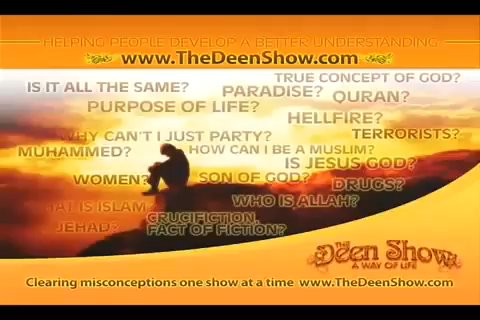 HELPING PEOPLE DEVELOP A BETTER UNDERSTANDING
www.TheDeenShow.com
TRUE CONCEPT OF GOD?
IS IT ALL THE SAME?
PARADISE?
QURAN?
PURPOSE OF LIFE?
HELLFIRE?
WHY CAN'T I JUST PARTY?
TERRORISTS?
MUHAMMED?
HOW CAN I BE A MUSLIM?
IS JESUS GOD?
WOMEN?
SON OF GOD?
DRUGS?
WHO IS ALLAH?
HAT IS ISLAM?
CRUCIFICTION,
FACT OF FICTION?
JEHAD?
THE
Deen Show
A WAY OF LIFE
Clearing misconceptions one show at a time www.TheDeenShow.com